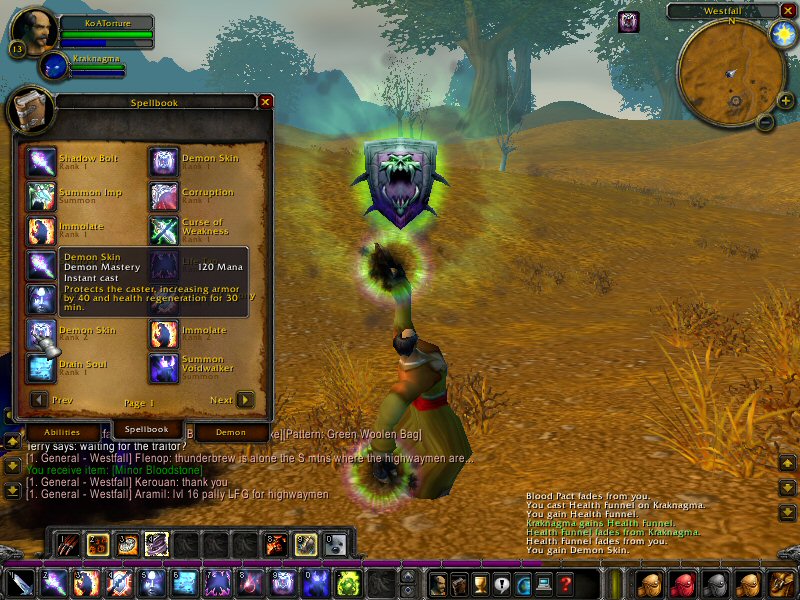 KoATorture
13
Kraknagma
Westfall
N
Spellbook
Shadow Bolt
Rank 1
Demon Skin
Rank 1
Summon Imp
Summon
Corruption
Rank 1
Immolate
Rank 1
Curse of
Weakness
Rank 1
Demon Skin
Demon Mastery 120 Mana
Instant cast
Protects the caster, increasing armor
by 40 and health regeneration for 30
min.
Demon Skin
Rank 2
Immolate
Drain Soul
Rank 1
Summon
Voidwalker
Summon
Prev
Page 1
Next
Abilities
Spellbook
Demon
[Pattern: Green Woolen Bag]
Terry says: waiting for the traitor?
[1. General - Westfall] Flenop: thunderbrew is alone the S mtns where the highwaymen are...
You receive item: [Minor Bloodstone]
[1. General - Westfall] Kerouan: thank you
[1. General - Westfall] Aramil: lvl 16 pally LFG for highwaymen
Blood Pact fades from you.
You cast Health Funnel on Kraknagma.
You gain Health Funnel.
Kraknagma gains Health Funnel.
Health Funnel fades from Kraknagma.
Health Funnel fades from you.
You gain Demon Skin.